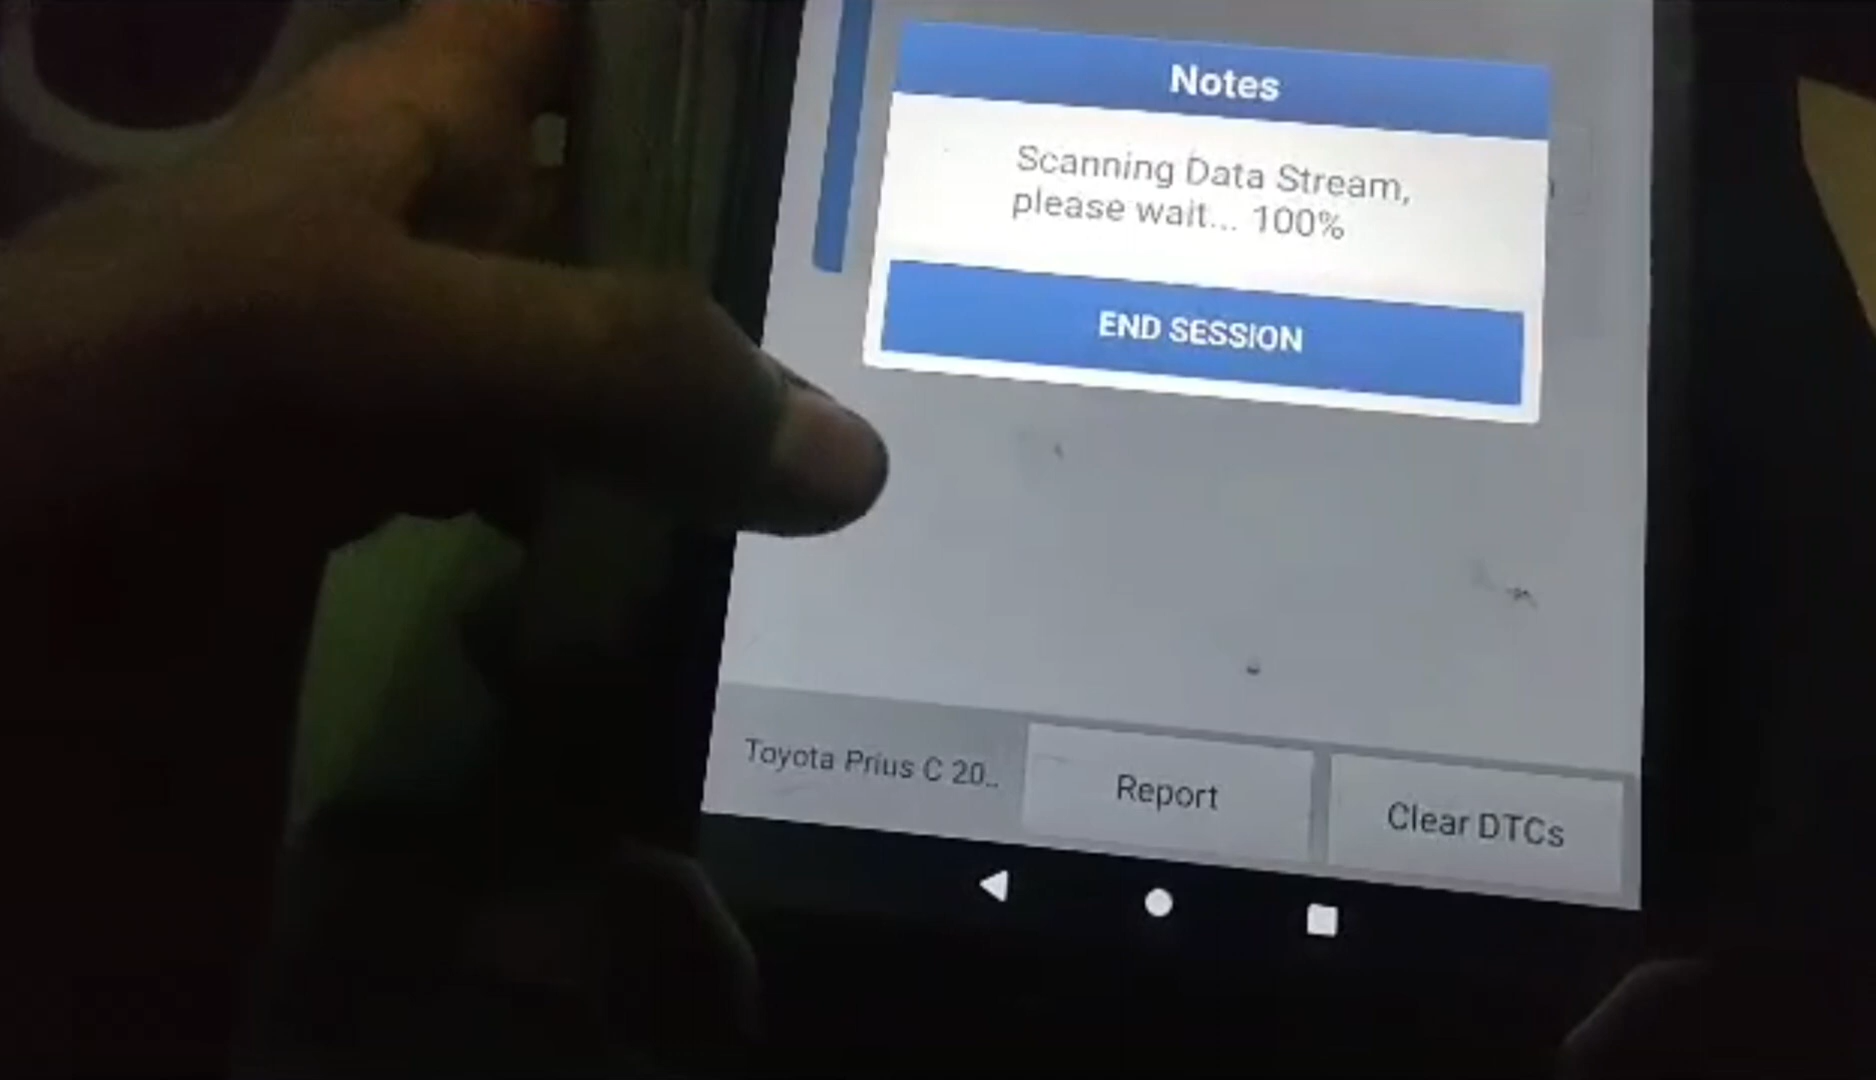 Notes
Scanning Data Stream,
please wait... 100%
END SESSION
Toyota Prius C 20..
Report
Clear DTCs